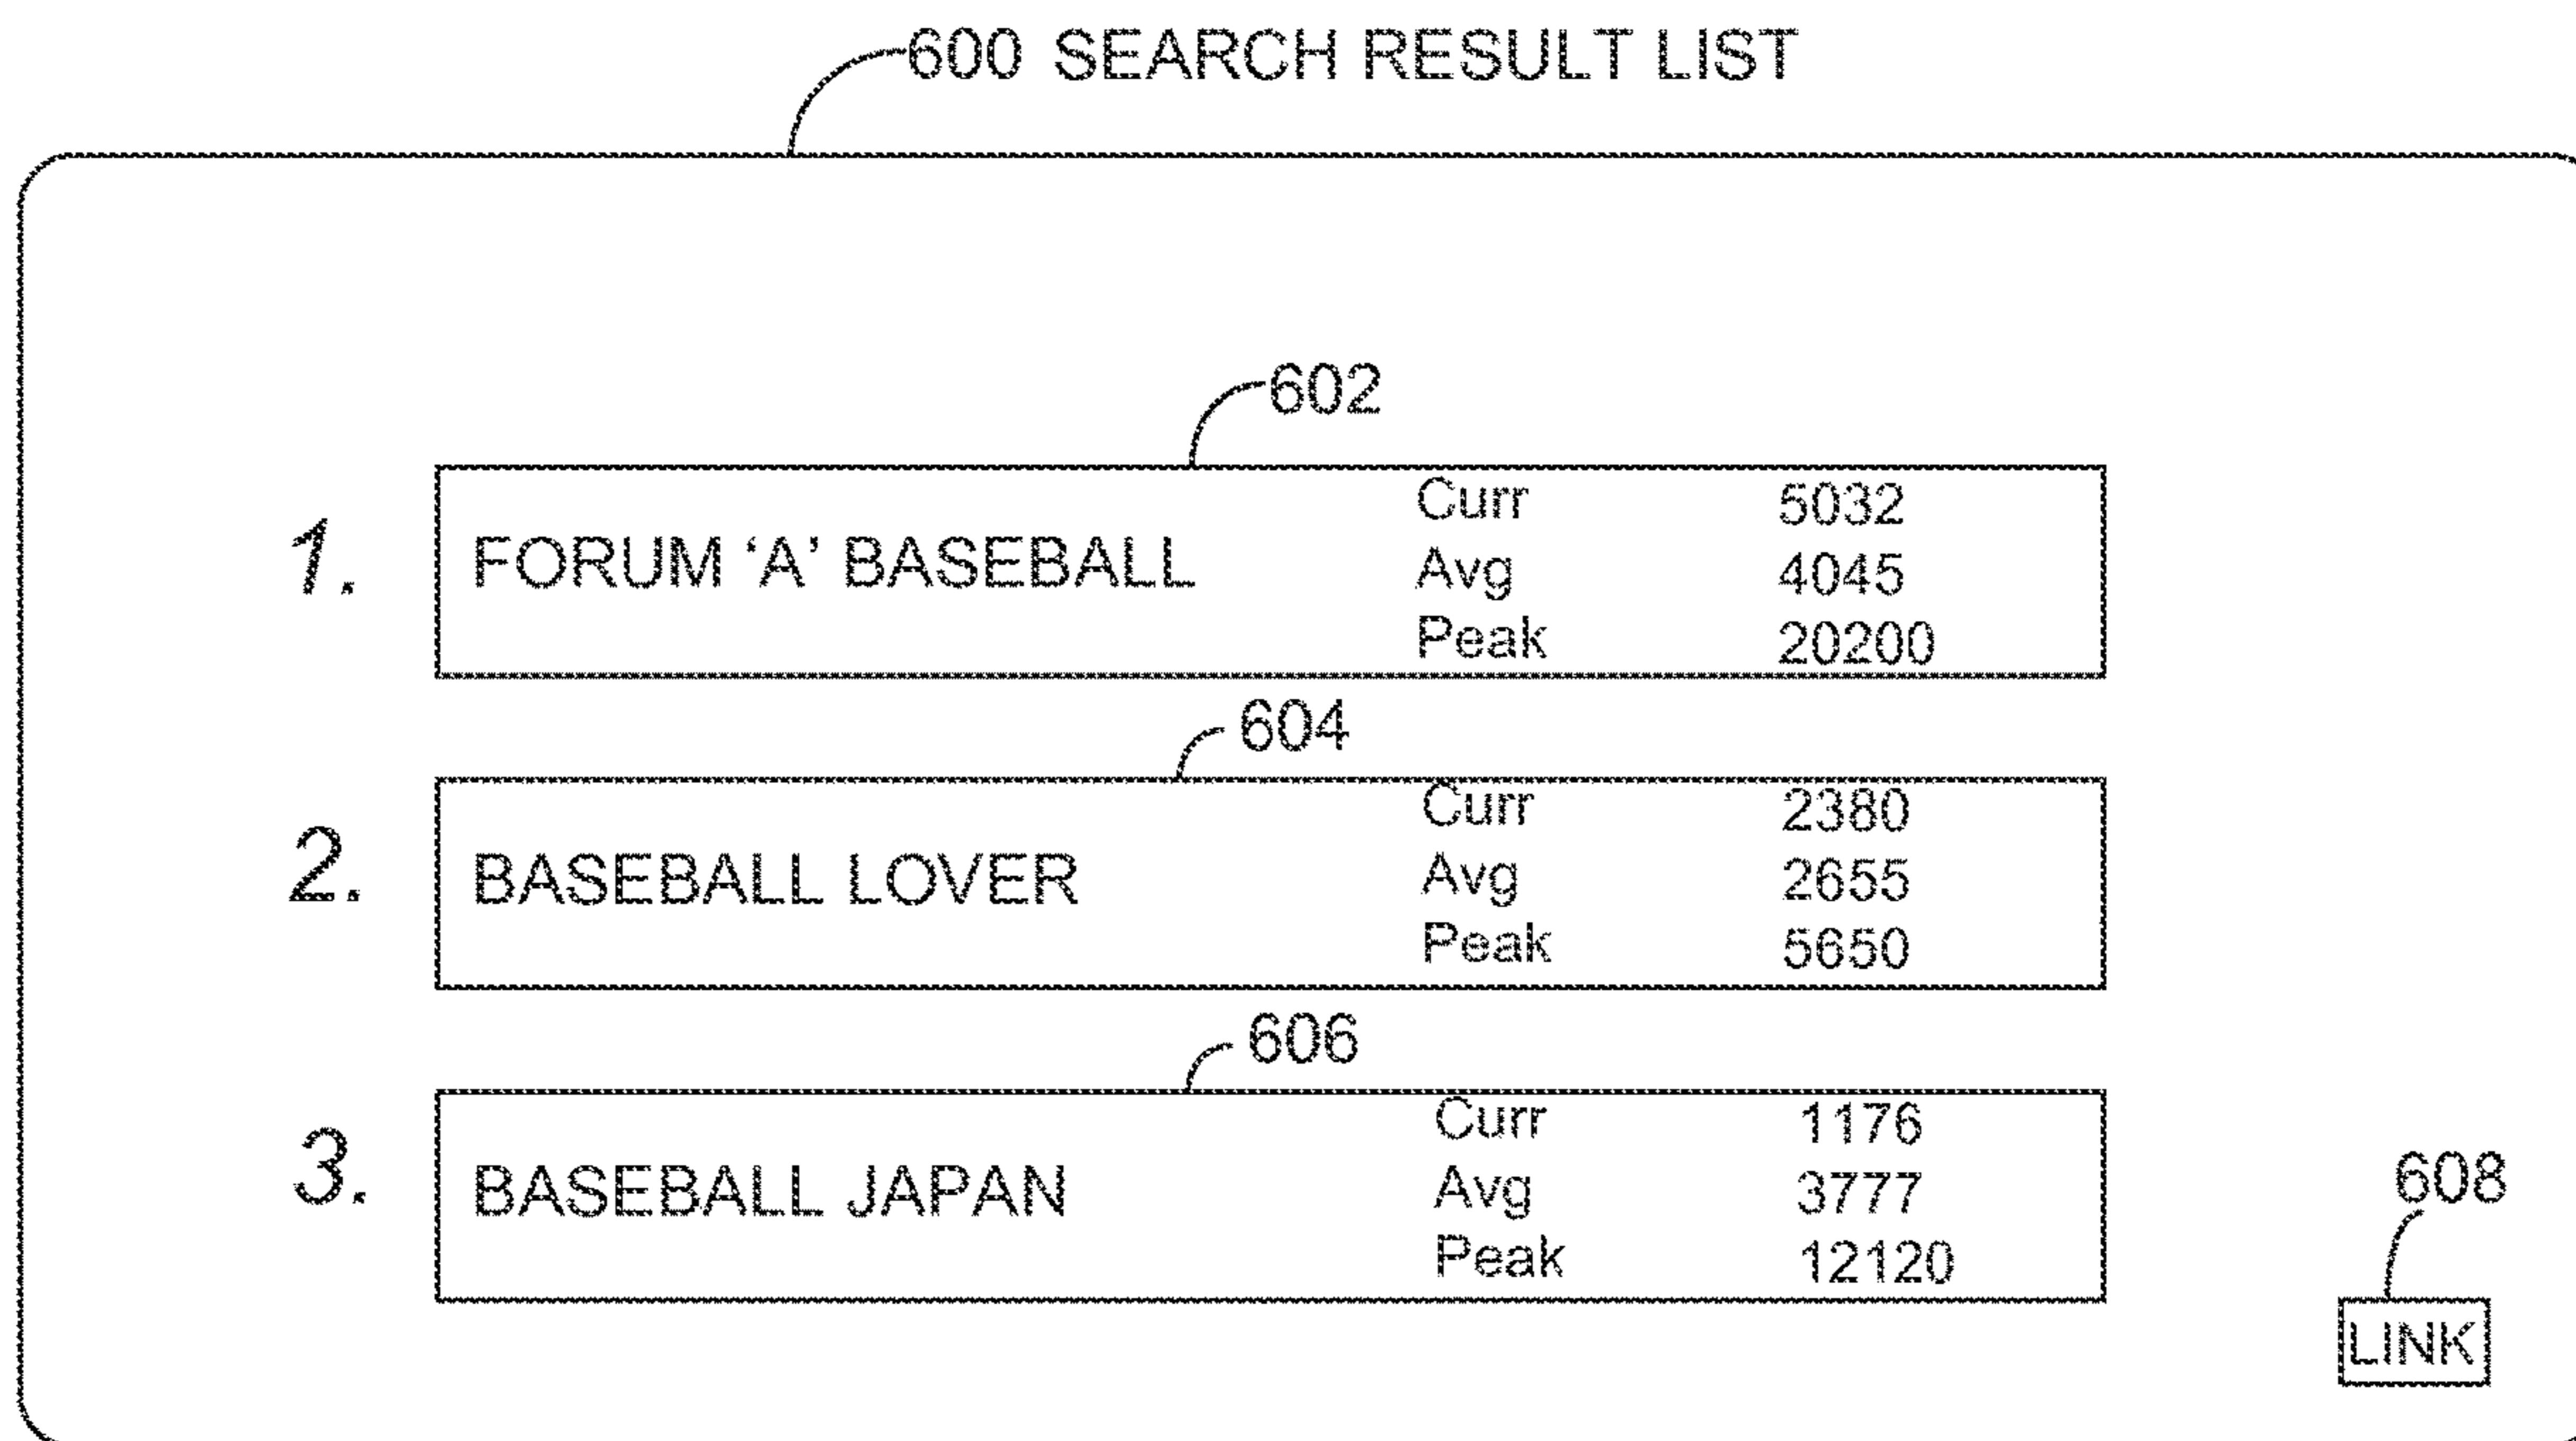 600 SEARCH RESULT LIST
602
1. FORUM ‘A’ BASEBALL
Curr 5032
Avg 4045
Peak 20200
604
2. BASEBALL LOVER
Curr 2380
Avg 2655
Peak 5650
606
3. BASEBALL JAPAN
Curr 1176
Avg 3777
Peak 12120
608
LINK